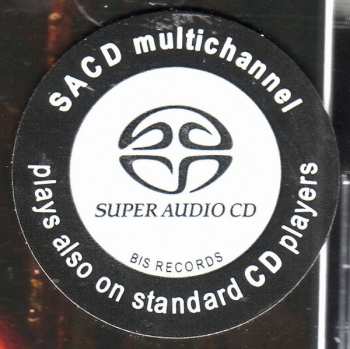 SACD multichannel
SUPER AUDIO CD
BIS RECORDS
plays also on standard CD players